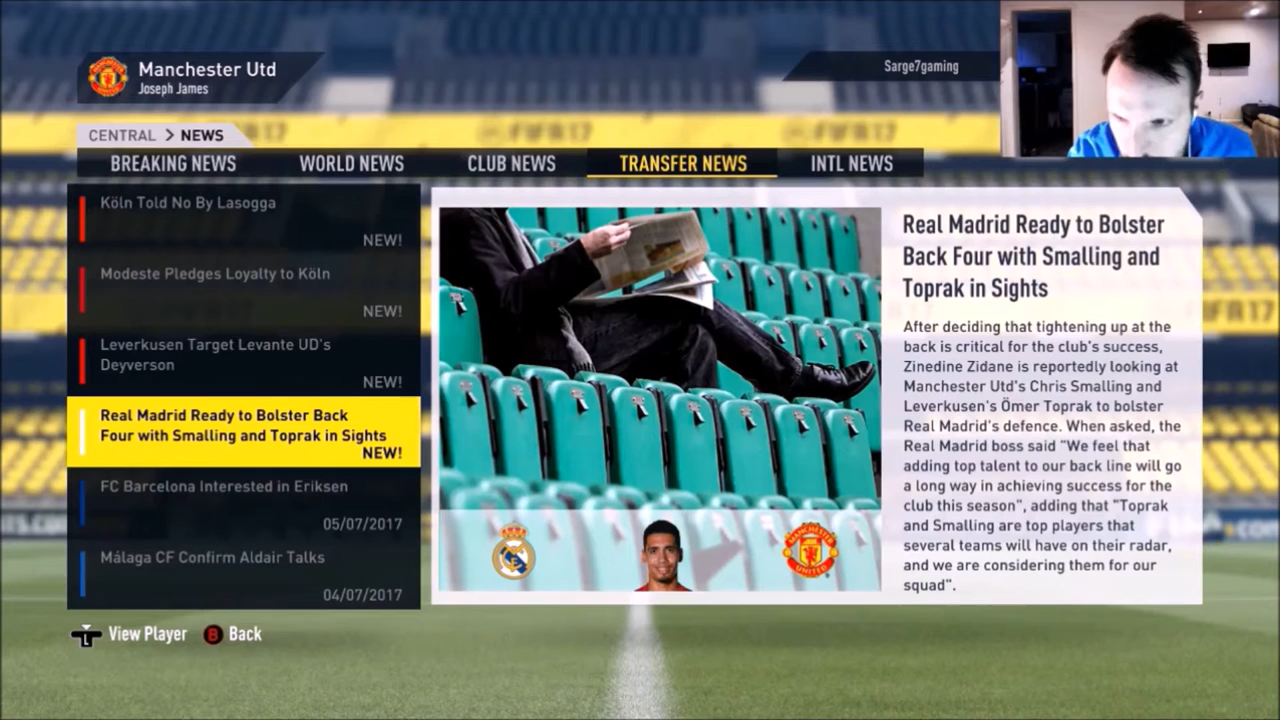 Manchester Utd
Joseph James
Sarge7gaming
CENTRAL > NEWS
FIFR17
FIFR17
BREAKING NEWS
WORLD NEWS
CLUB NEWS
TRANSFER NEWS
INTL NEWS
Köln Told No By Lasogga
NEW!
Modeste Pledges Loyalty to Köln
NEW!
Leverkusen Target Levante UD's
Deyverson
NEW!
Real Madrid Ready to Bolster Back
Four with Smalling and Toprak in Sights
NEW!
FC Barcelona Interested in Eriksen
05/07/2017
Málaga CF Confirm Aldair Talks
04/07/2017
Real Madrid Ready to Bolster
Back Four with Smalling and
Toprak in Sights
After deciding that tightening up at the
back is critical for the club's success,
Zinedine Zidane is reportedly looking at
Manchester Utd's Chris Smalling and
Leverkusen's Ömer Toprak to bolster
Real Madrid's defence. When asked, the
Real Madrid boss said "We feel that
adding top talent to our back line will go
a long way in achieving success for the
club this season", adding that "Toprak
and Smalling are top players that
several teams will have on their radar,
and we are considering them for our
squad".
MANCHESTER
UNITED
L View Player B Back